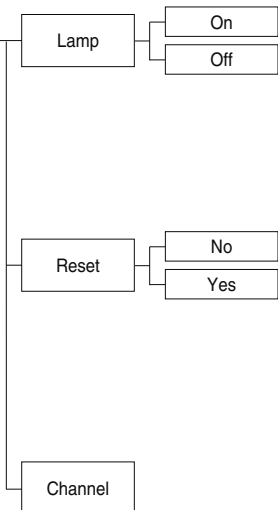 Lamp
On
Off
Reset
No
Yes
Channel